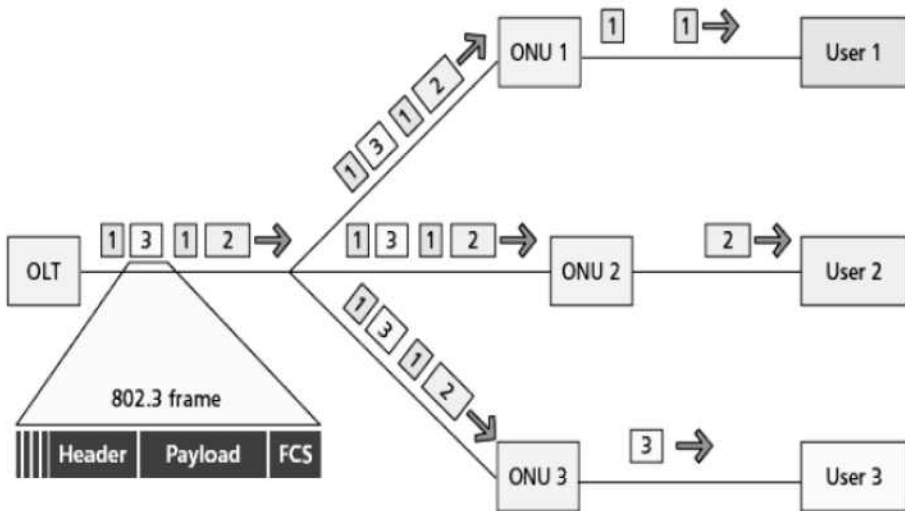 1 1
ONU 1
User 1
1 3 1 2
1 3 1 2
OLT
1 3 1 2
ONU 2
2
User 2
1 3 1 2
802.3 frame
Header Payload FCS
ONU 3
3
User 3